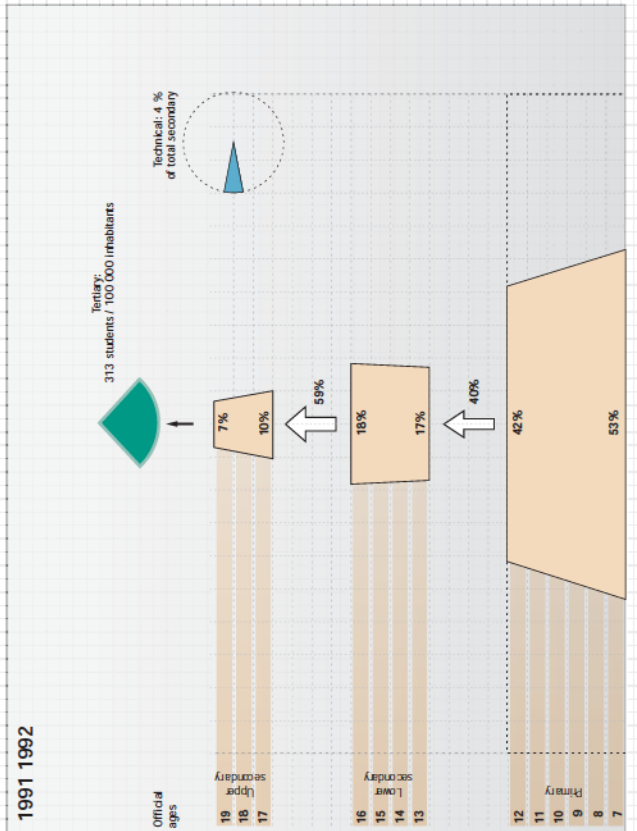 1991 1992
Tertiary:
313 students / 100 000 inhabitants
Technical: 4 %
of total secondary
Official
ages
19
18
17
Upper
secondary
7%
10%
59%
16
15
14
13
Lower
secondary
18%
17%
40%
12
11
10
9
8
7
Primary
42%
53%